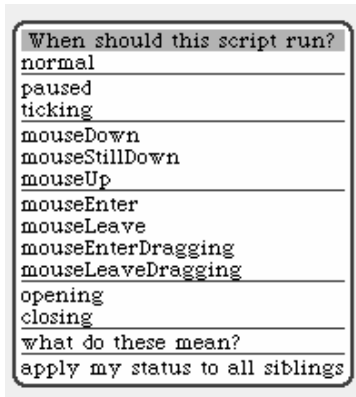 When should this script run?
normal
paused
ticking
mouseDown
mouseStillDown
mouseUp
mouseEnter
mouseLeave
mouseEnterDragging
mouseLeaveDragging
opening
closing
what do these mean?
apply my status to all siblings